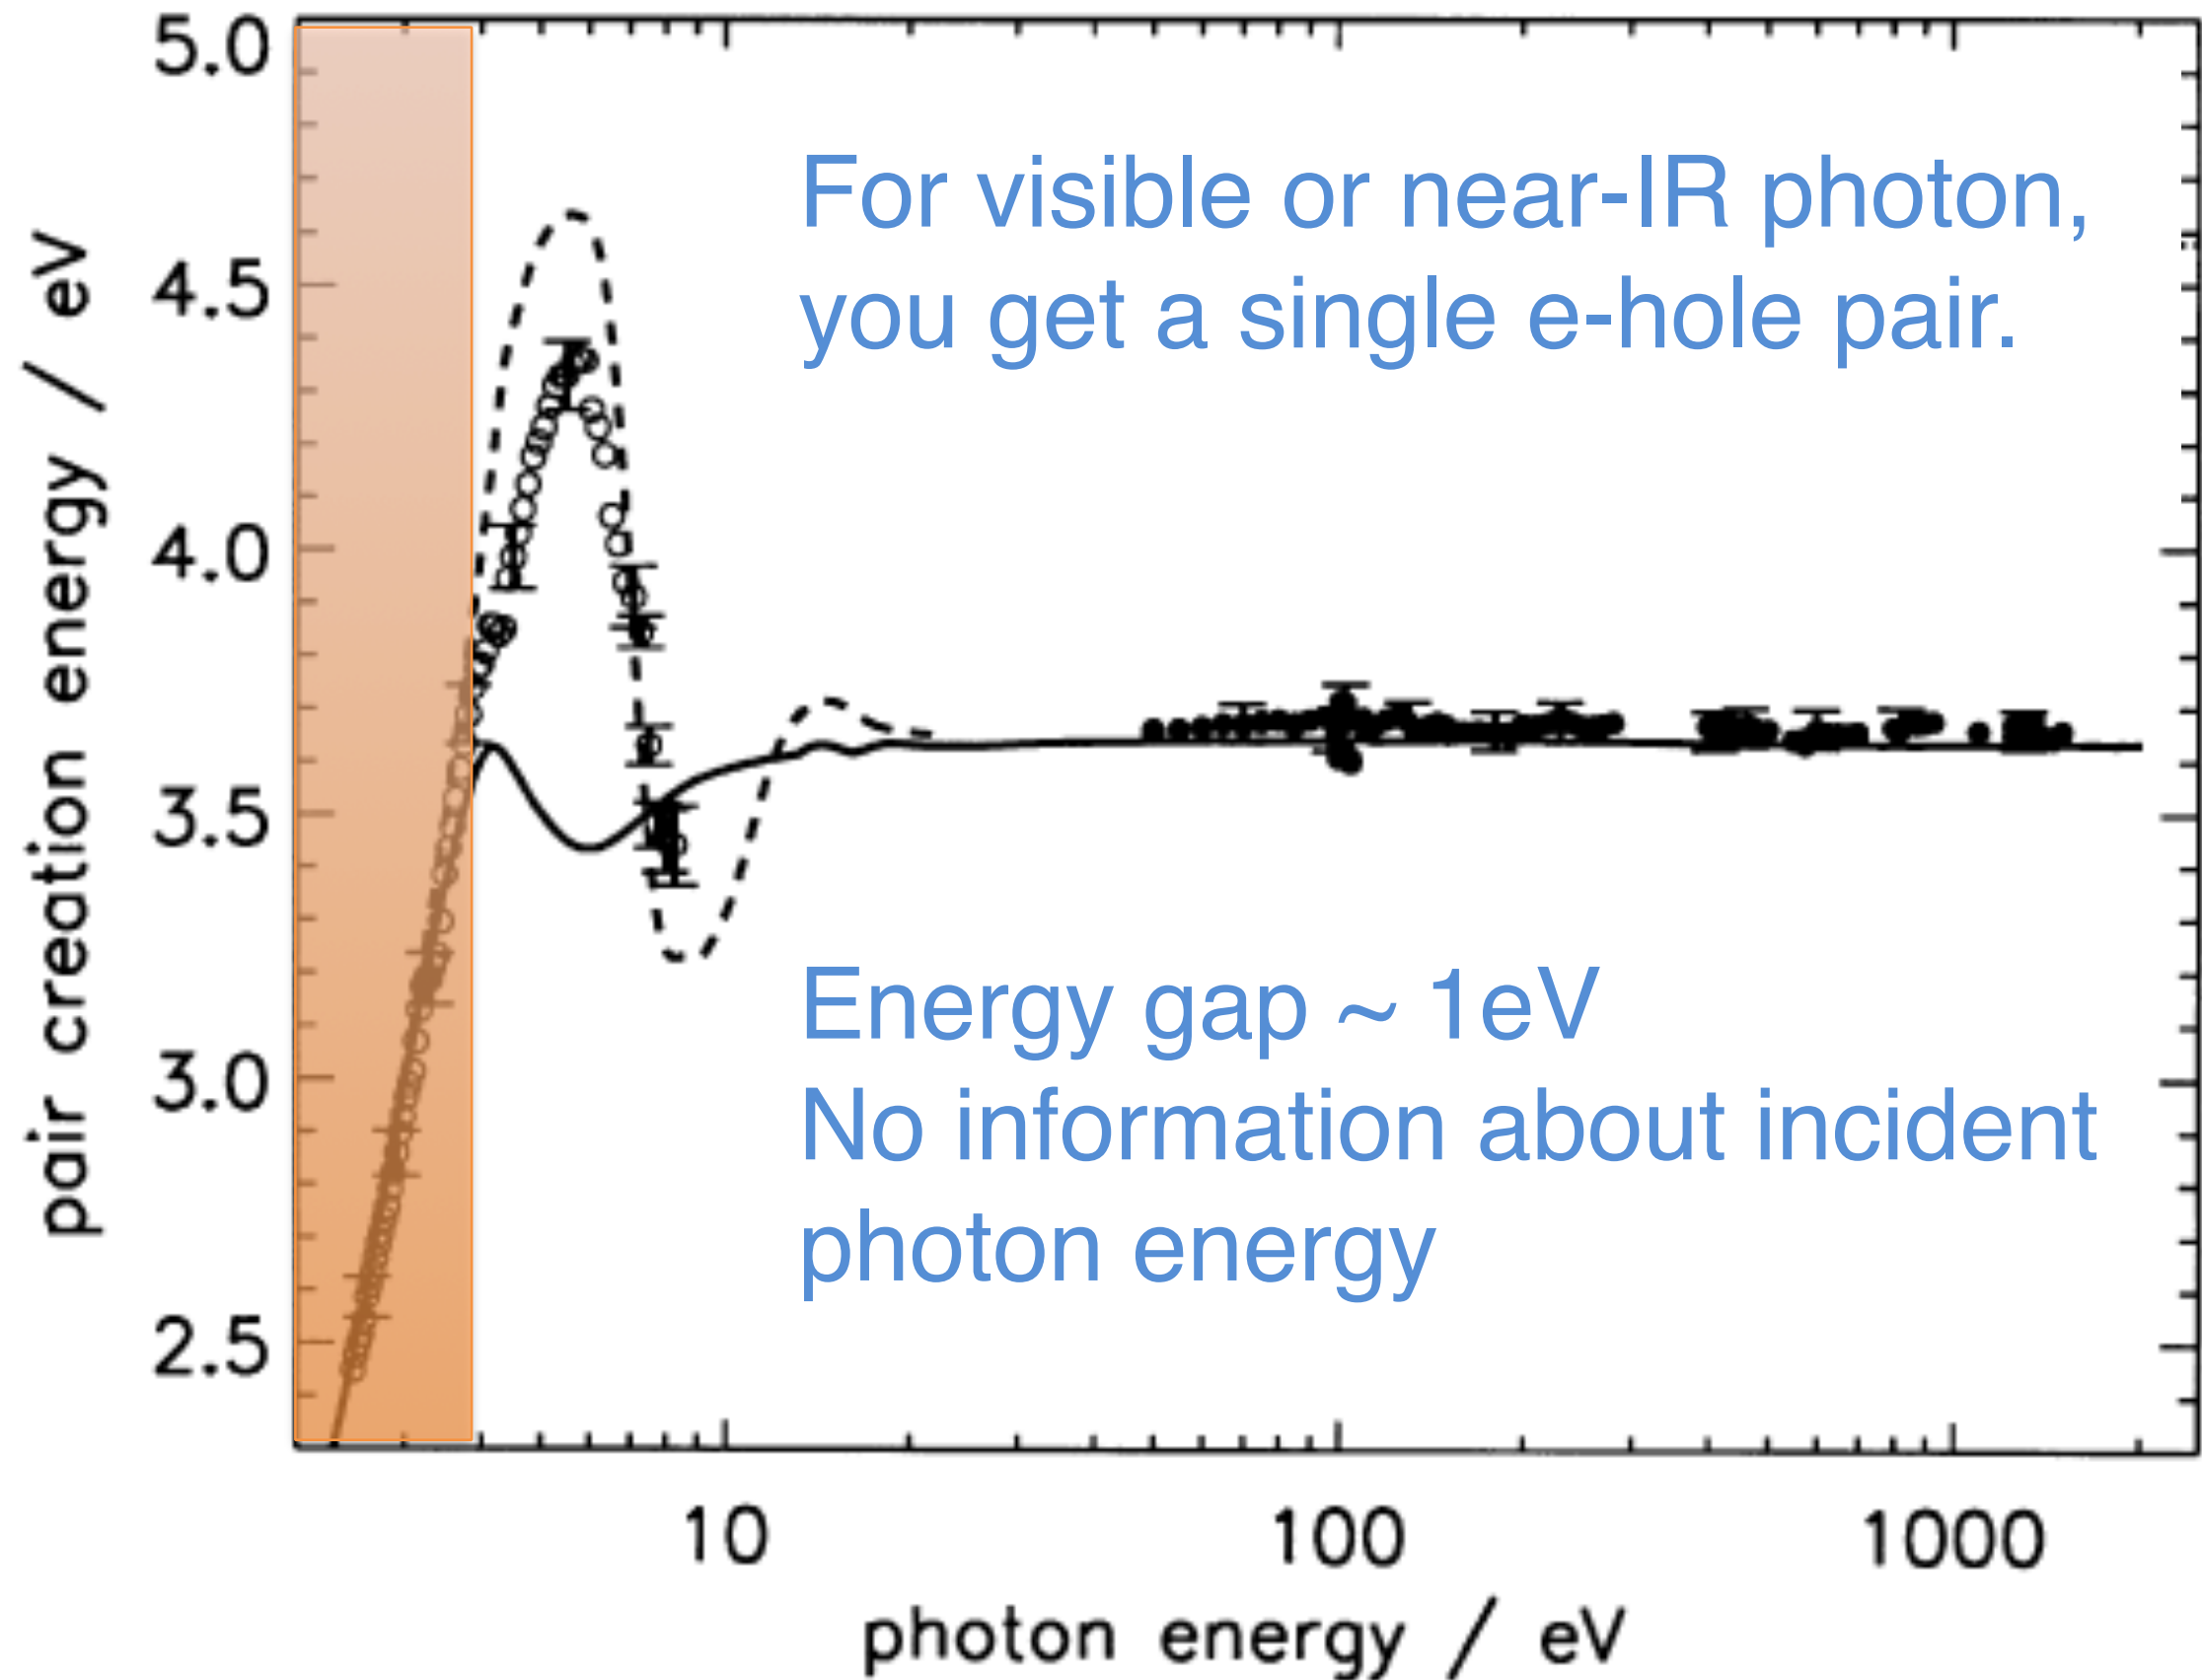 5.0
4.5
4.0
3.5
3.0
2.5
pair creation energy / eV
For visible or near-IR photon,
you get a single e-hole pair.
Energy gap ~ 1eV
No information about incident
photon energy
10
100
1000
photon energy / eV